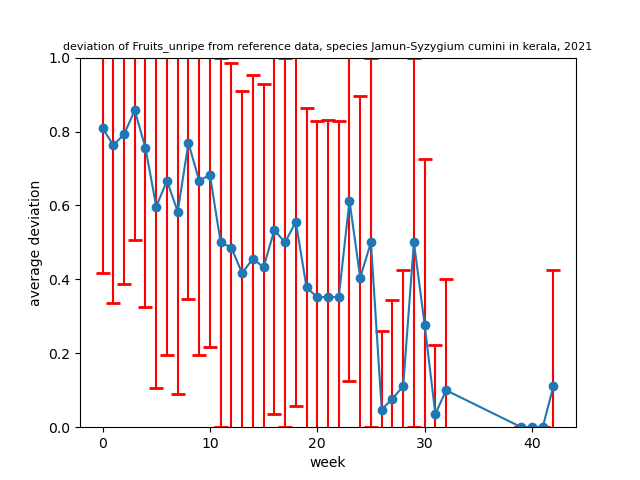 deviation of Fruits_unripe from reference data, species Jamun-Syzygium cumini in kerala, 2021
1.0
0.8
0.6
0.4
0.2
0.0
average deviation
0 10 20 30 40
week